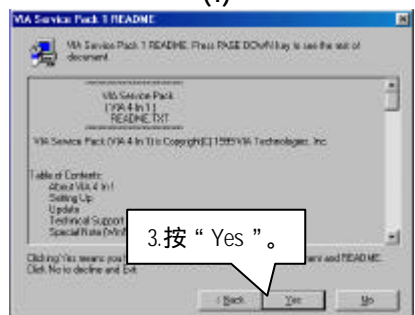 VIA Service Pack 1 README
VIA Service Pack 1 README. Press PAGE DOWN key to see the rest of
document
VIA Service Pack
(VIA 4 In 1)
README.TXT
VIA Service Pack (VIA 4 In 1) is Copyright(C) 1999 VIA Technologies, Inc.
Table of Contents:
About VIA 4 In 1
Setting Up
Update
Technical Support
Special Note
3.按“ Yes ”。
Clicking Yes means you and README.
Click No to decline and Exit
< Back
Yes
No